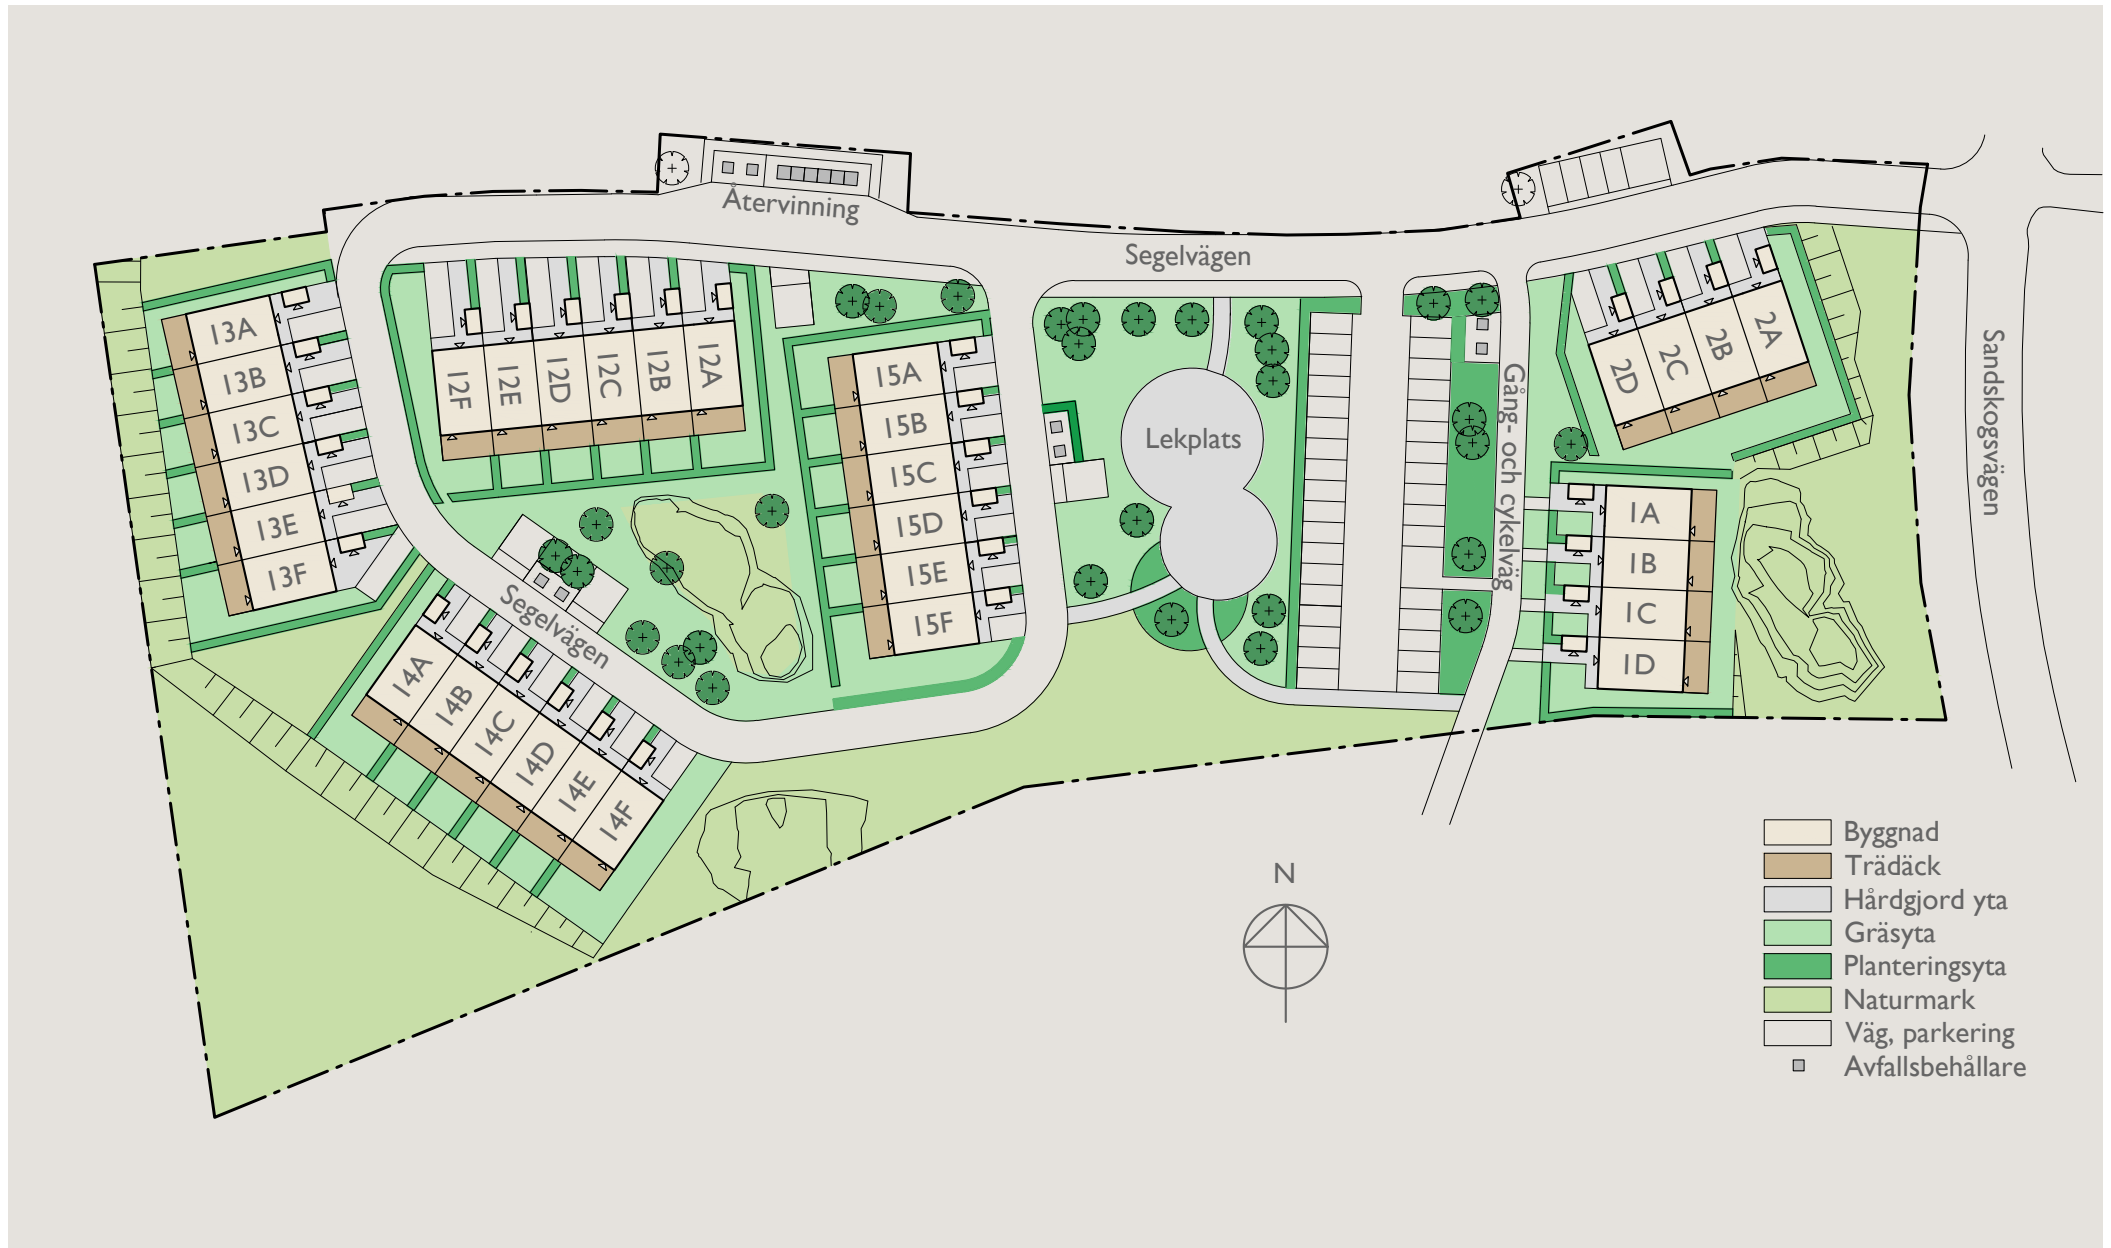 Återvinning
Segelvägen
13A
13B
13C
13D
13E
13F
12F
12E
12D
12C
12B
12A
15A
15B
15C
15D
15E
15F
Lekplats
Gång- och cykelväg
2D
2C
2B
2A
Sandskogsvägen
1A
1B
1C
1D
Segelvägen
14A
14B
14C
14D
14E
14F
N
Byggnad
Trädäck
Hårdgjord yta
Gräsyta
Planteringsyta
Naturmark
Väg, parkering
Avfallsbehållare